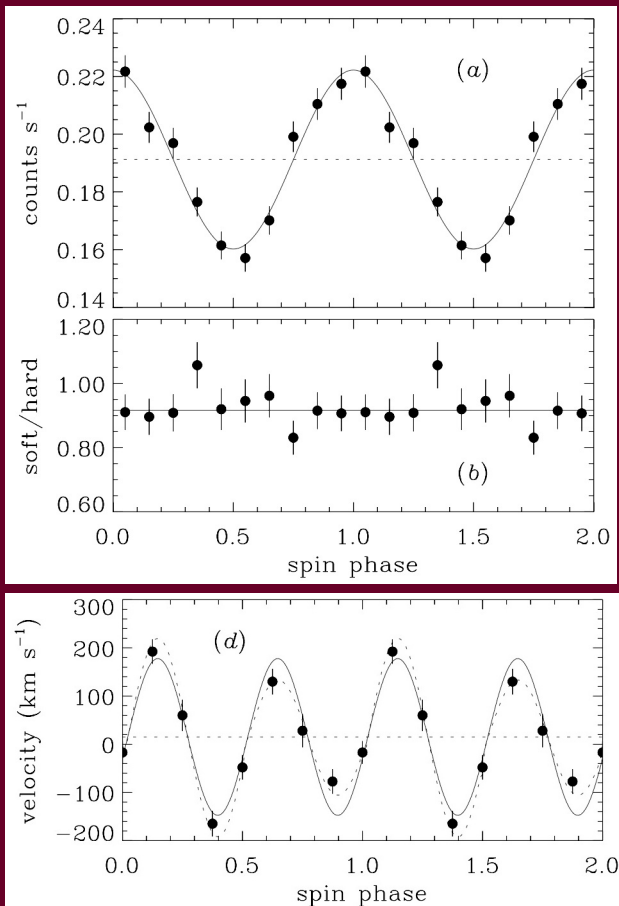 0.24
0.22
0.20
0.18
0.16
0.14
counts s⁻¹
(a)
1.20
1.00
0.80
0.60
soft/hard
(b)
0.0 0.5 1.0 1.5 2.0
spin phase
300
200
100
0
−100
−200
velocity (km s⁻¹)
(d)
0.0 0.5 1.0 1.5 2.0
spin phase